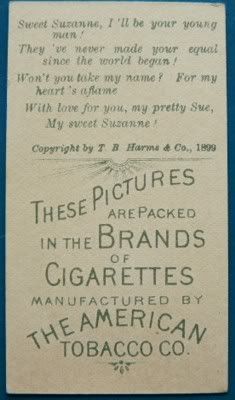 Sweet Suzanne, I'll be your young
man!
They've never made your equal
since the world began!
Won't you take my name? For my
heart's aflame
With love for you, my pretty Sue,
My sweet Suzanne!
Copyright by T. B. Harms & Co., 1899
THESE PICTURES
ARE PACKED
IN THE BRANDS
OF
CIGARETTES
MANUFACTURED BY
THE AMERICAN
TOBACCO CO.